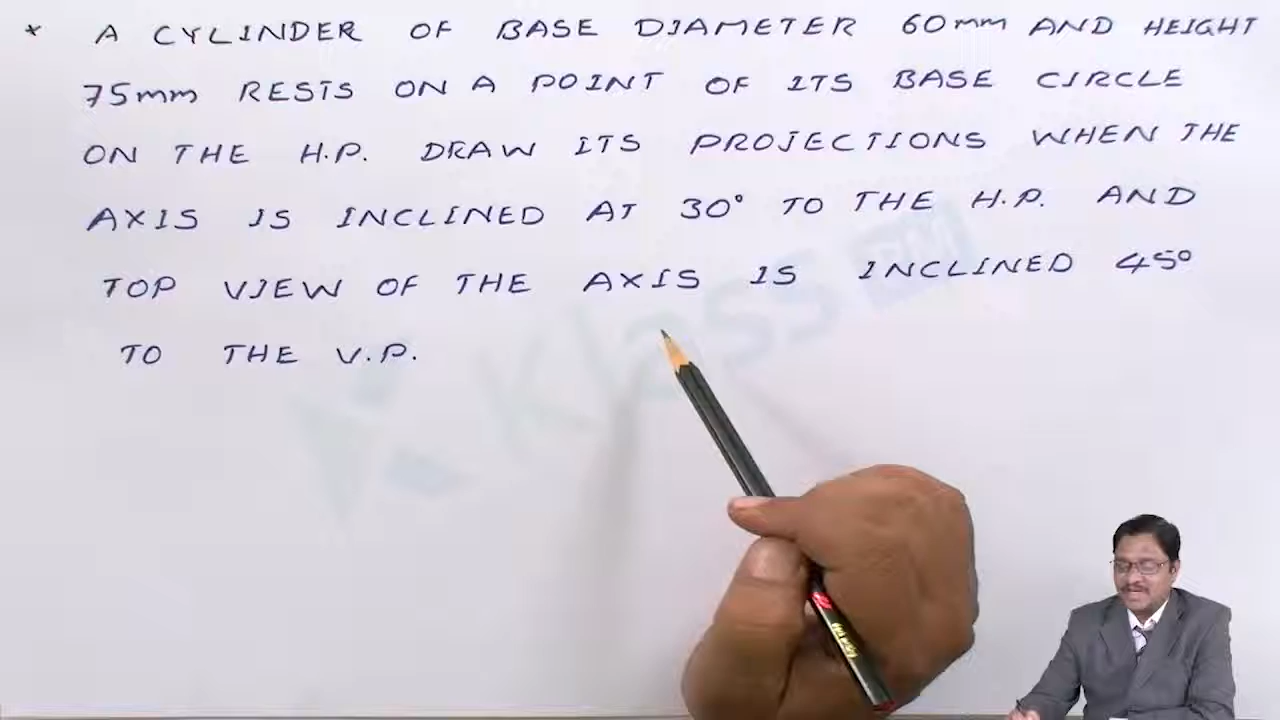 * A CYLINDER OF BASE DIAMETER 60mm AND HEIGHT
75mm RESTS ON A POINT OF ITS BASE CIRCLE
ON THE H.P. DRAW ITS PROJECTIONS WHEN THE
AXIS IS INCLINED AT 30° TO THE H.P. AND
TOP VIEW OF THE AXIS IS INCLINED 45°
TO THE V.P.
Klass